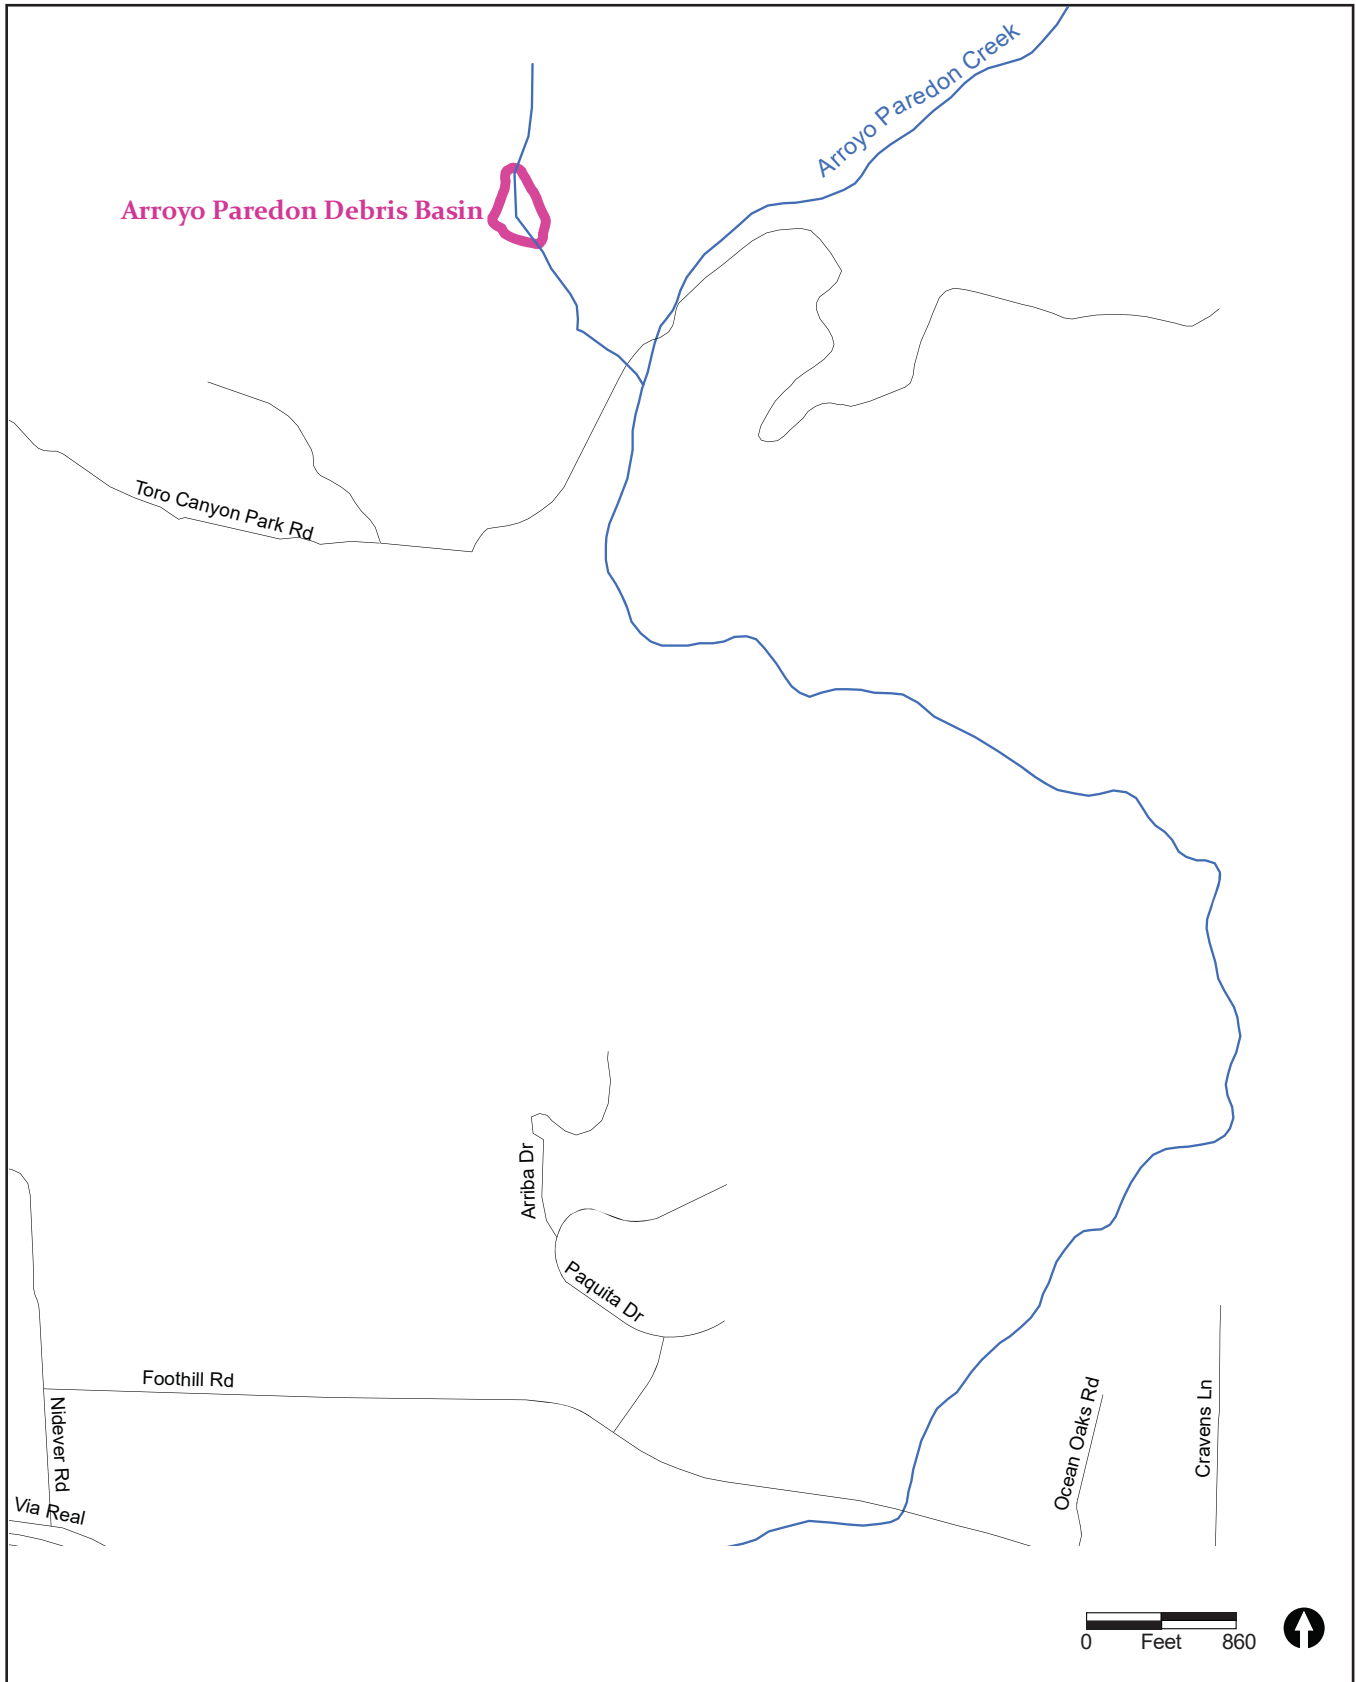 Arroyo Paredon Creek
Arroyo Paredon Debris Basin
Toro Canyon Park Rd
Arriba Dr
Paquita Dr
Foothill Rd
Nidever Rd
Ocean Oaks Rd
Cravens Ln
Via Real
0 Feet 860